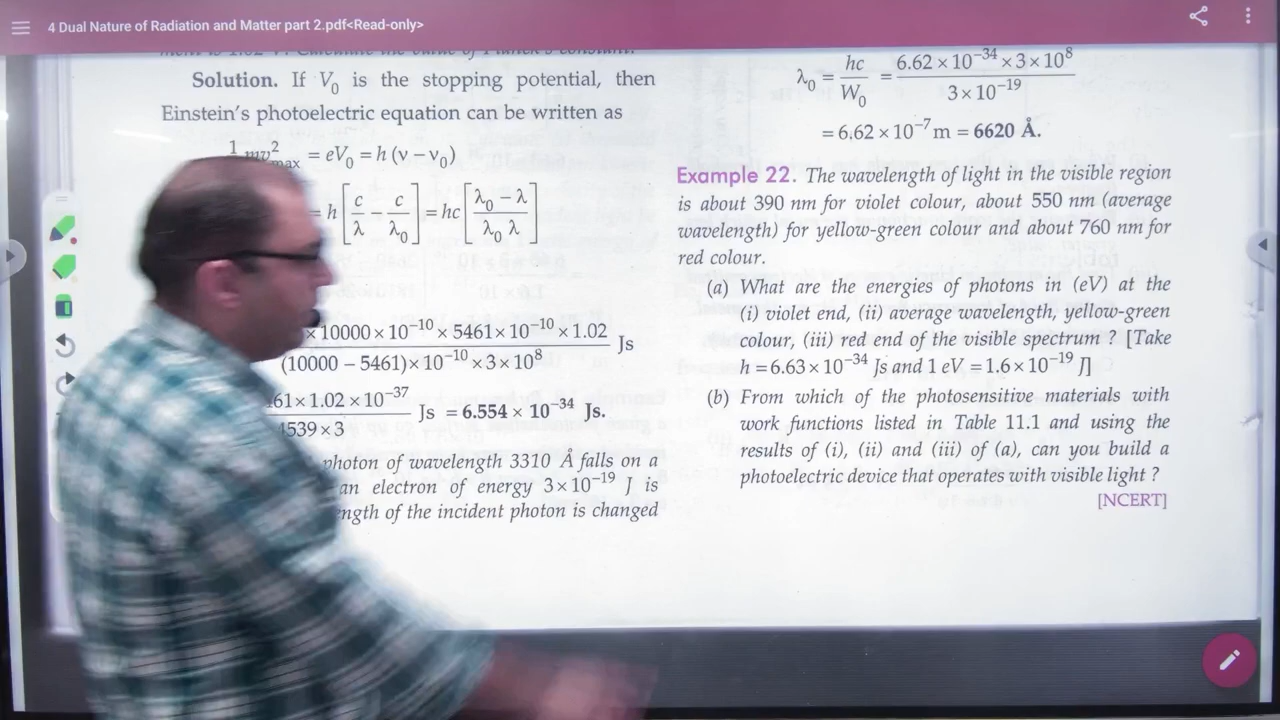 4 Dual Nature of Radiation and Matter part 2.pdf<Read-only>
Solution. If V₀ is the stopping potential, then
Einstein's photoelectric equation can be written as
1 mv²max = eV₀ = h (ν − ν₀)
= h [c/λ − c/λ₀] = hc [(λ₀ − λ)/(λ₀ λ)]
× 10000 × 10⁻¹⁰ × 5461 × 10⁻¹⁰ × 1.02
(10000 − 5461) × 10⁻¹⁰ × 3 × 10⁸ Js
61 × 1.02 × 10⁻³⁷
4539 × 3 Js = 6.554 × 10⁻³⁴ Js.
photon of wavelength 3310 Å falls on a
an electron of energy 3 × 10⁻¹⁹ J is
ngth of the incident photon is changed
λ₀ = hc/W₀ = (6.62 × 10⁻³⁴ × 3 × 10⁸)/(3 × 10⁻¹⁹)
= 6.62 × 10⁻⁷ m = 6620 Å.
Example 22. The wavelength of light in the visible region
is about 390 nm for violet colour, about 550 nm (average
wavelength) for yellow-green colour and about 760 nm for
red colour.
(a) What are the energies of photons in (eV) at the
(i) violet end, (ii) average wavelength, yellow-green
colour, (iii) red end of the visible spectrum ? [Take
h = 6.63 × 10⁻³⁴ Js and 1 eV = 1.6 × 10⁻¹⁹ J]
(b) From which of the photosensitive materials with
work functions listed in Table 11.1 and using the
results of (i), (ii) and (iii) of (a), can you build a
photoelectric device that operates with visible light ?
[NCERT]